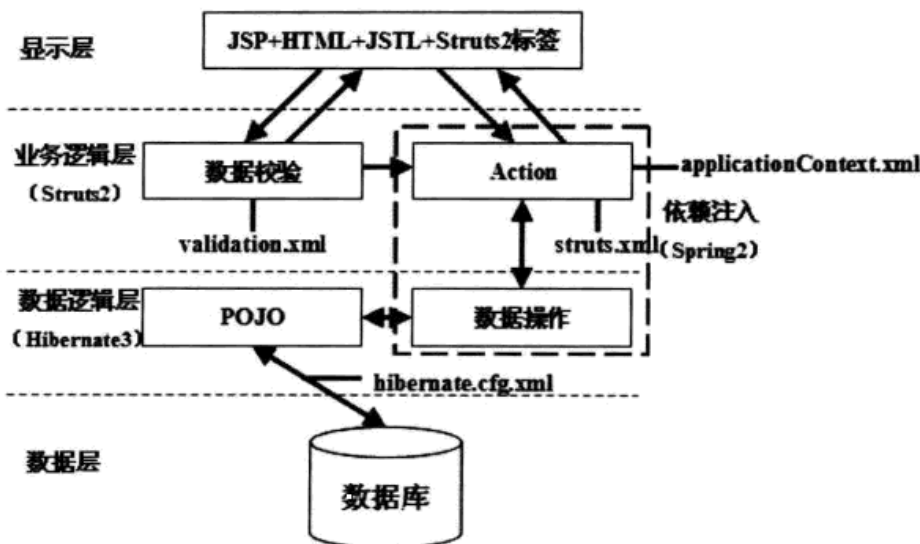 显示层
JSP+HTML+JSTL+Struts2标签
业务逻辑层
（Struts2）
数据校验
Action
applicationContext.xml
依赖注入
（Spring2）
validation.xml
struts.xml
数据逻辑层
（Hibernate3）
POJO
数据操作
hibernate.cfg.xml
数据层
数据库